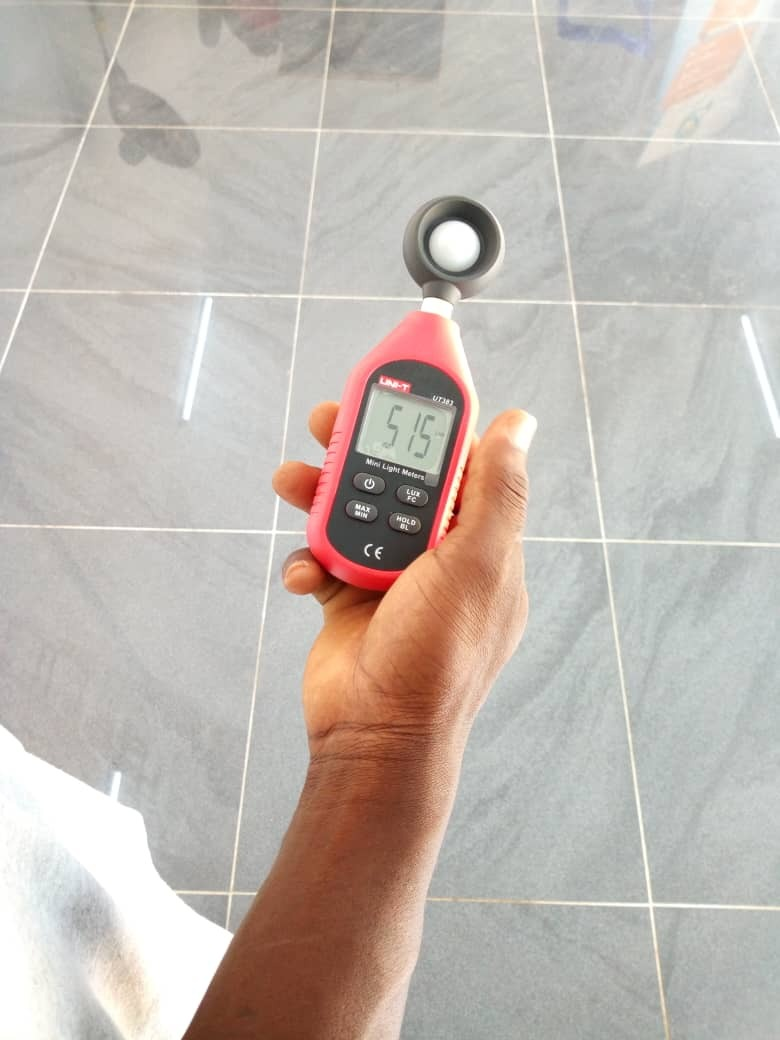 UNI-T
UT383
515
Mini Light Meters
LUX
FC
MAX
MIN
HOLD
BL
CE